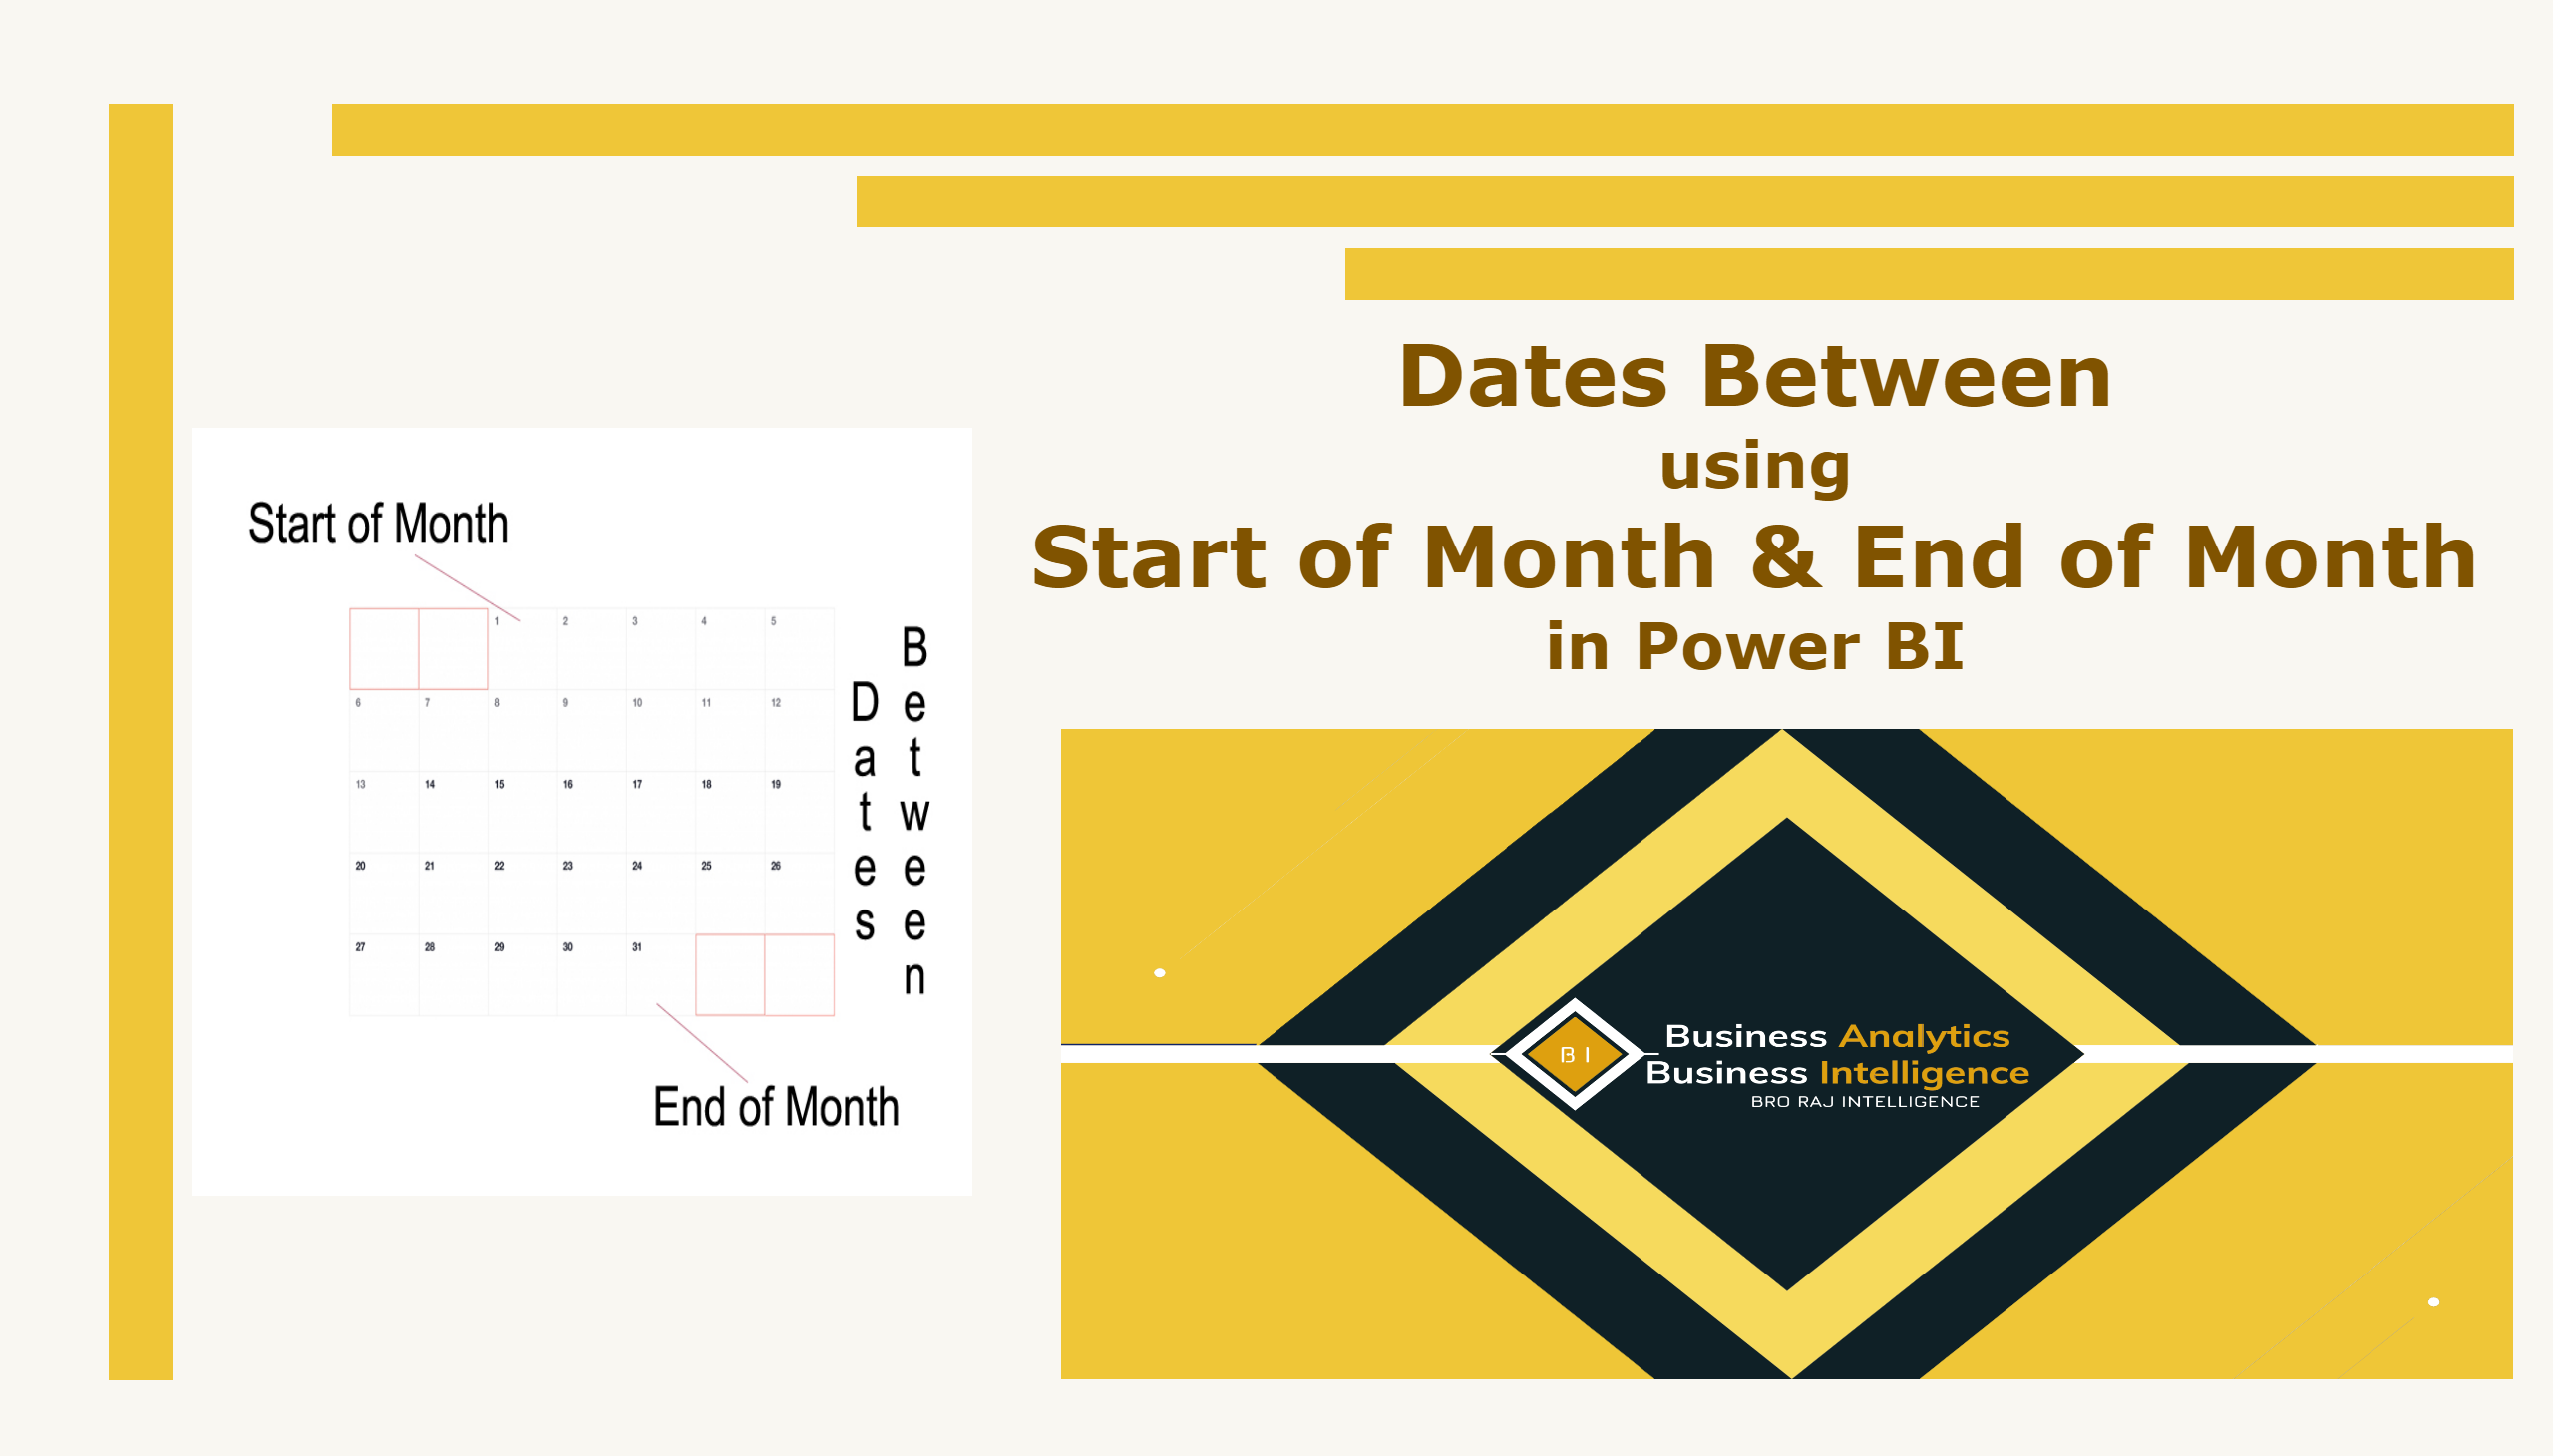 Dates Between
using
Start of Month & End of Month
in Power BI
Start of Month
1 2 3 4 5
6 7 8 9 10 11 12
13 14 15 16 17 18 19
20 21 22 23 24 25 26
27 28 29 30 31
Dates
Between
End of Month
B I
Business Analytics
Business Intelligence
BRO RAJ INTELLIGENCE